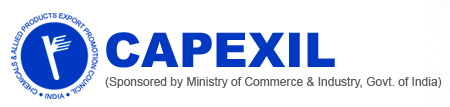 CHEMICALS & ALLIED PRODUCTS EXPORT PROMOTION COUNCIL
• INDIA •
CAPEXIL
(Sponsored by Ministry of Commerce & Industry, Govt. of India)